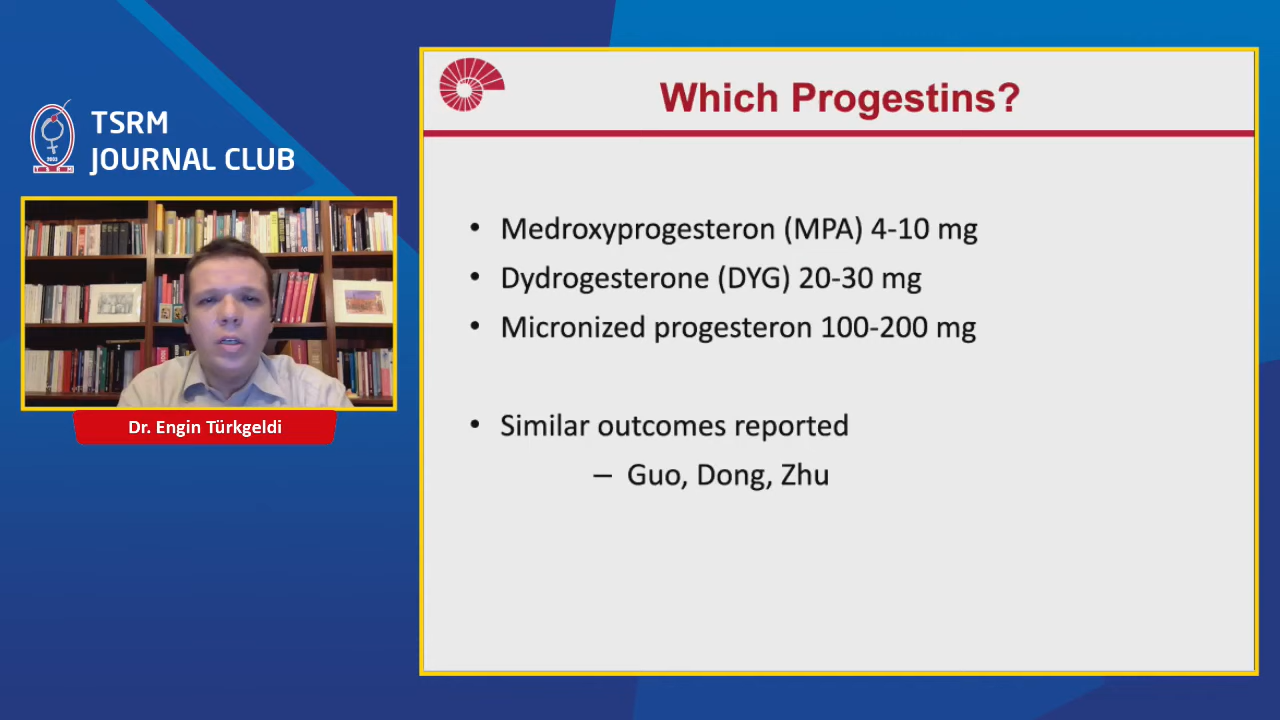 TSRM
JOURNAL CLUB
2003
T S R M
Dr. Engin Türkgeldi
Which Progestins?
• Medroxyprogesteron (MPA) 4-10 mg
• Dydrogesterone (DYG) 20-30 mg
• Micronized progesteron 100-200 mg
• Similar outcomes reported
– Guo, Dong, Zhu